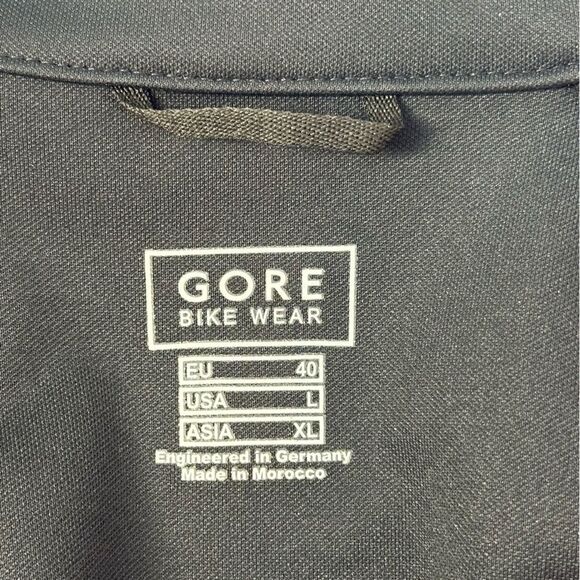 GORE
BIKE WEAR
EU 40
USA L
ASIA XL
Engineered in Germany
Made in Morocco